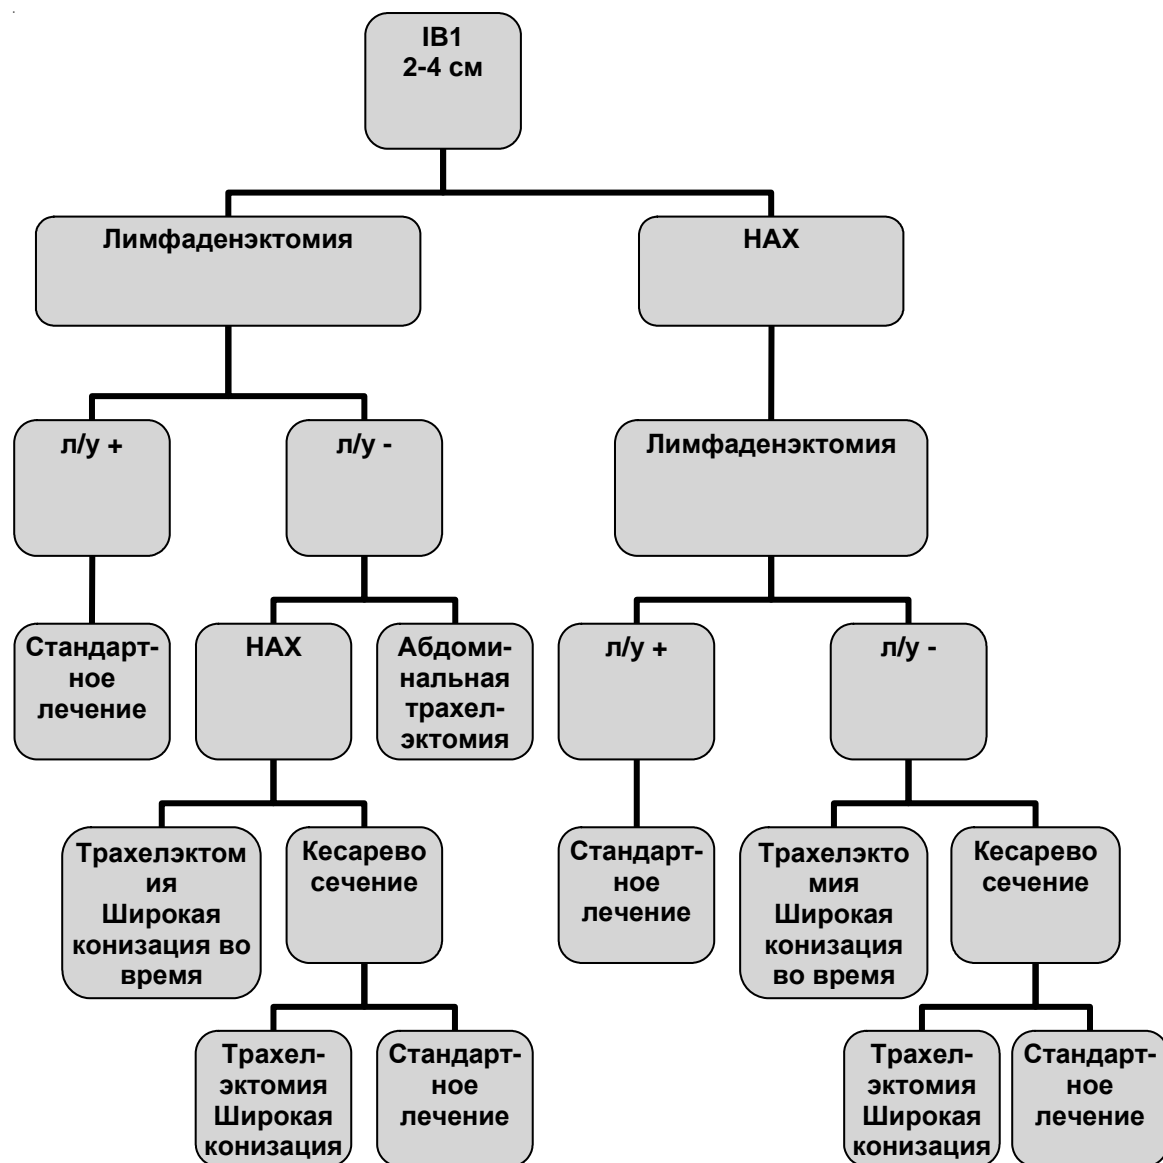 IB1
2-4 см
Лимфаденэктомия
НАХ
л/у +
л/у -
Лимфаденэктомия
Стандарт-
ное
лечение
НАХ
Абдоми-
нальная
трахел-
эктомия
л/у +
л/у -
Трахелэктом
ия
Широкая
конизация во
время
Кесарево
сечение
Стандарт-
ное
лечение
Трахелэкто
мия
Широкая
конизация
во время
Кесарево
сечение
Трахел-
эктомия
Широкая
конизация
Стандарт-
ное
лечение
Трахел-
эктомия
Широкая
конизация
Стандарт-
ное
лечение